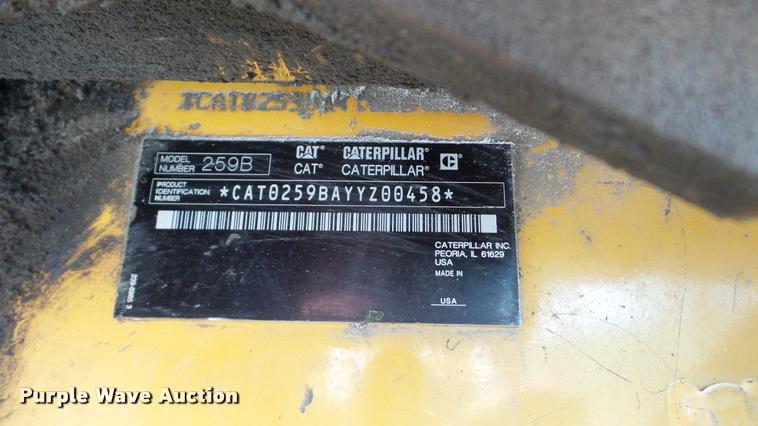 MODEL NUMBER 259B
CAT CATERPILLAR C
CAT® CATERPILLAR®
PRODUCT IDENTIFICATION NUMBER *CAT0259BAYYZ00458*
CATERPILLAR INC.
PEORIA, IL 61629
USA
MADE IN
USA
Purple Wave Auction